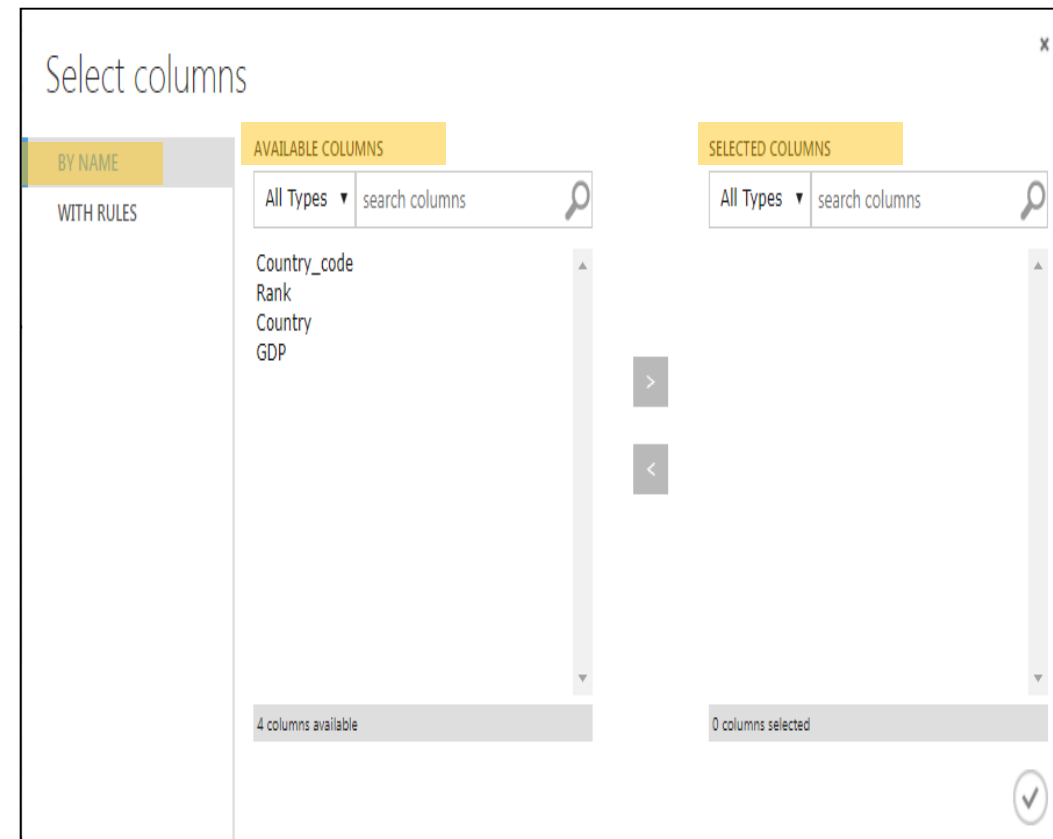 x
Select columns
BY NAME
WITH RULES
AVAILABLE COLUMNS
All Types ▼ search columns
Country_code
Rank
Country
GDP
4 columns available
>
<
SELECTED COLUMNS
All Types ▼ search columns
0 columns selected